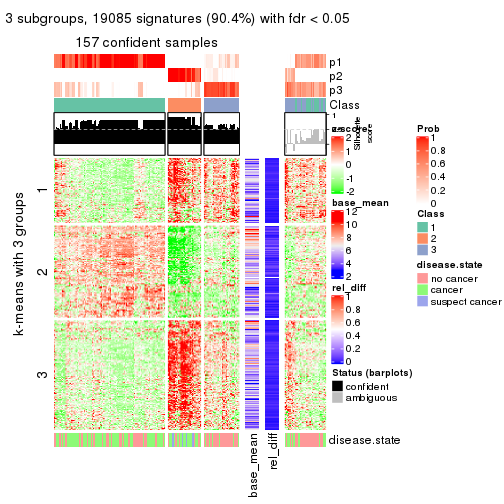 3 subgroups, 19085 signatures (90.4%) with fdr < 0.05
157 confident samples
p1
p2
p3
Class
1
Silhouette
score
z-score
2
1
0
-1
-2
base_mean
12
10
8
6
4
2
rel_diff
1
0.8
0.6
0.4
0.2
0
Status (barplots)
confident
ambiguous
Prob
1
0.8
0.6
0.4
0.2
0
Class
1
2
3
disease.state
no cancer
cancer
suspect cancer
k-means with 3 groups
1
2
3
disease.state
base_mean
rel_diff